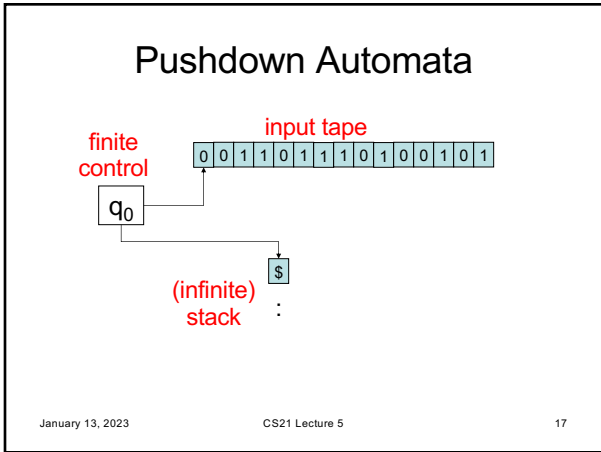 Pushdown Automata
input tape
finite
control
0 0 1 1 0 1 1 1 0 1 0 0 1 0 1
q₀
$
(infinite)
stack
:
January 13, 2023
CS21 Lecture 5
17